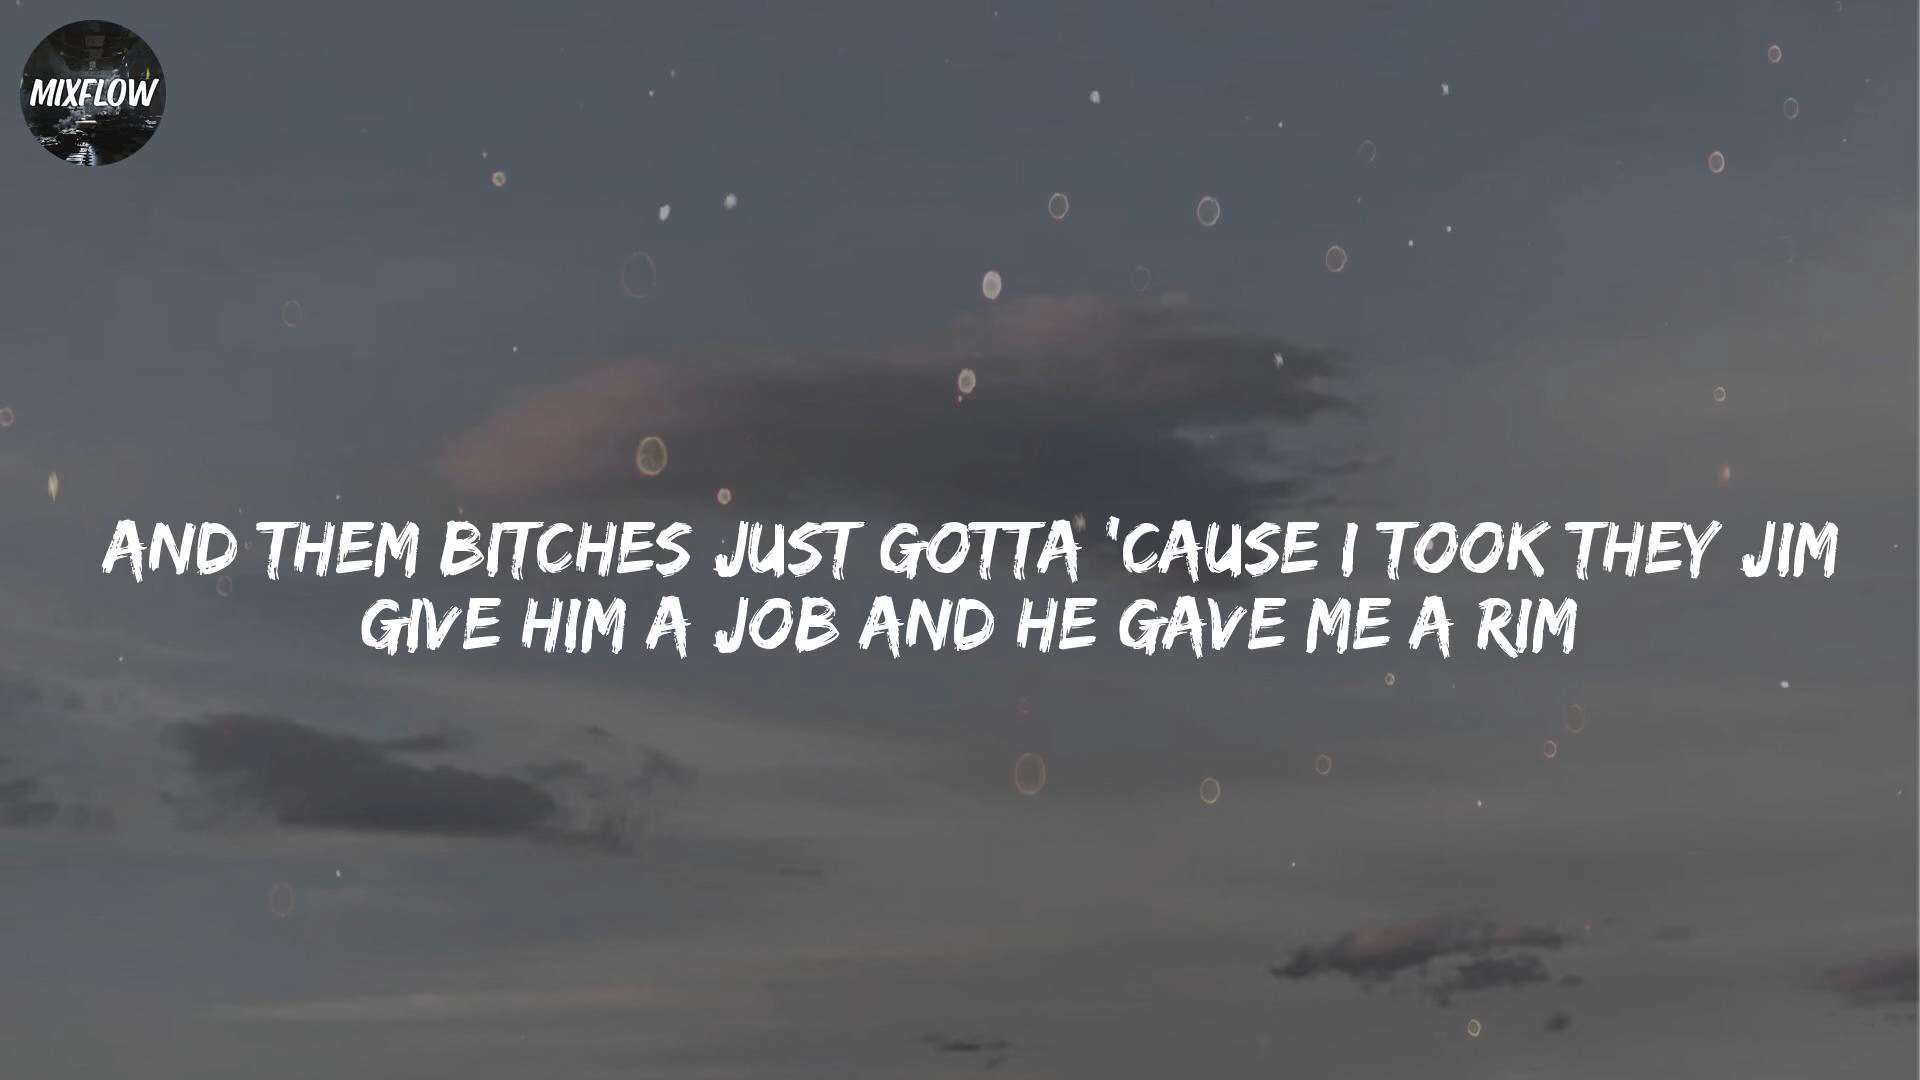 MIXFLOW
AND THEM BITCHES JUST GOTTA 'CAUSE I TOOK THEY JIM
GIVE HIM A JOB AND HE GAVE ME A RIM